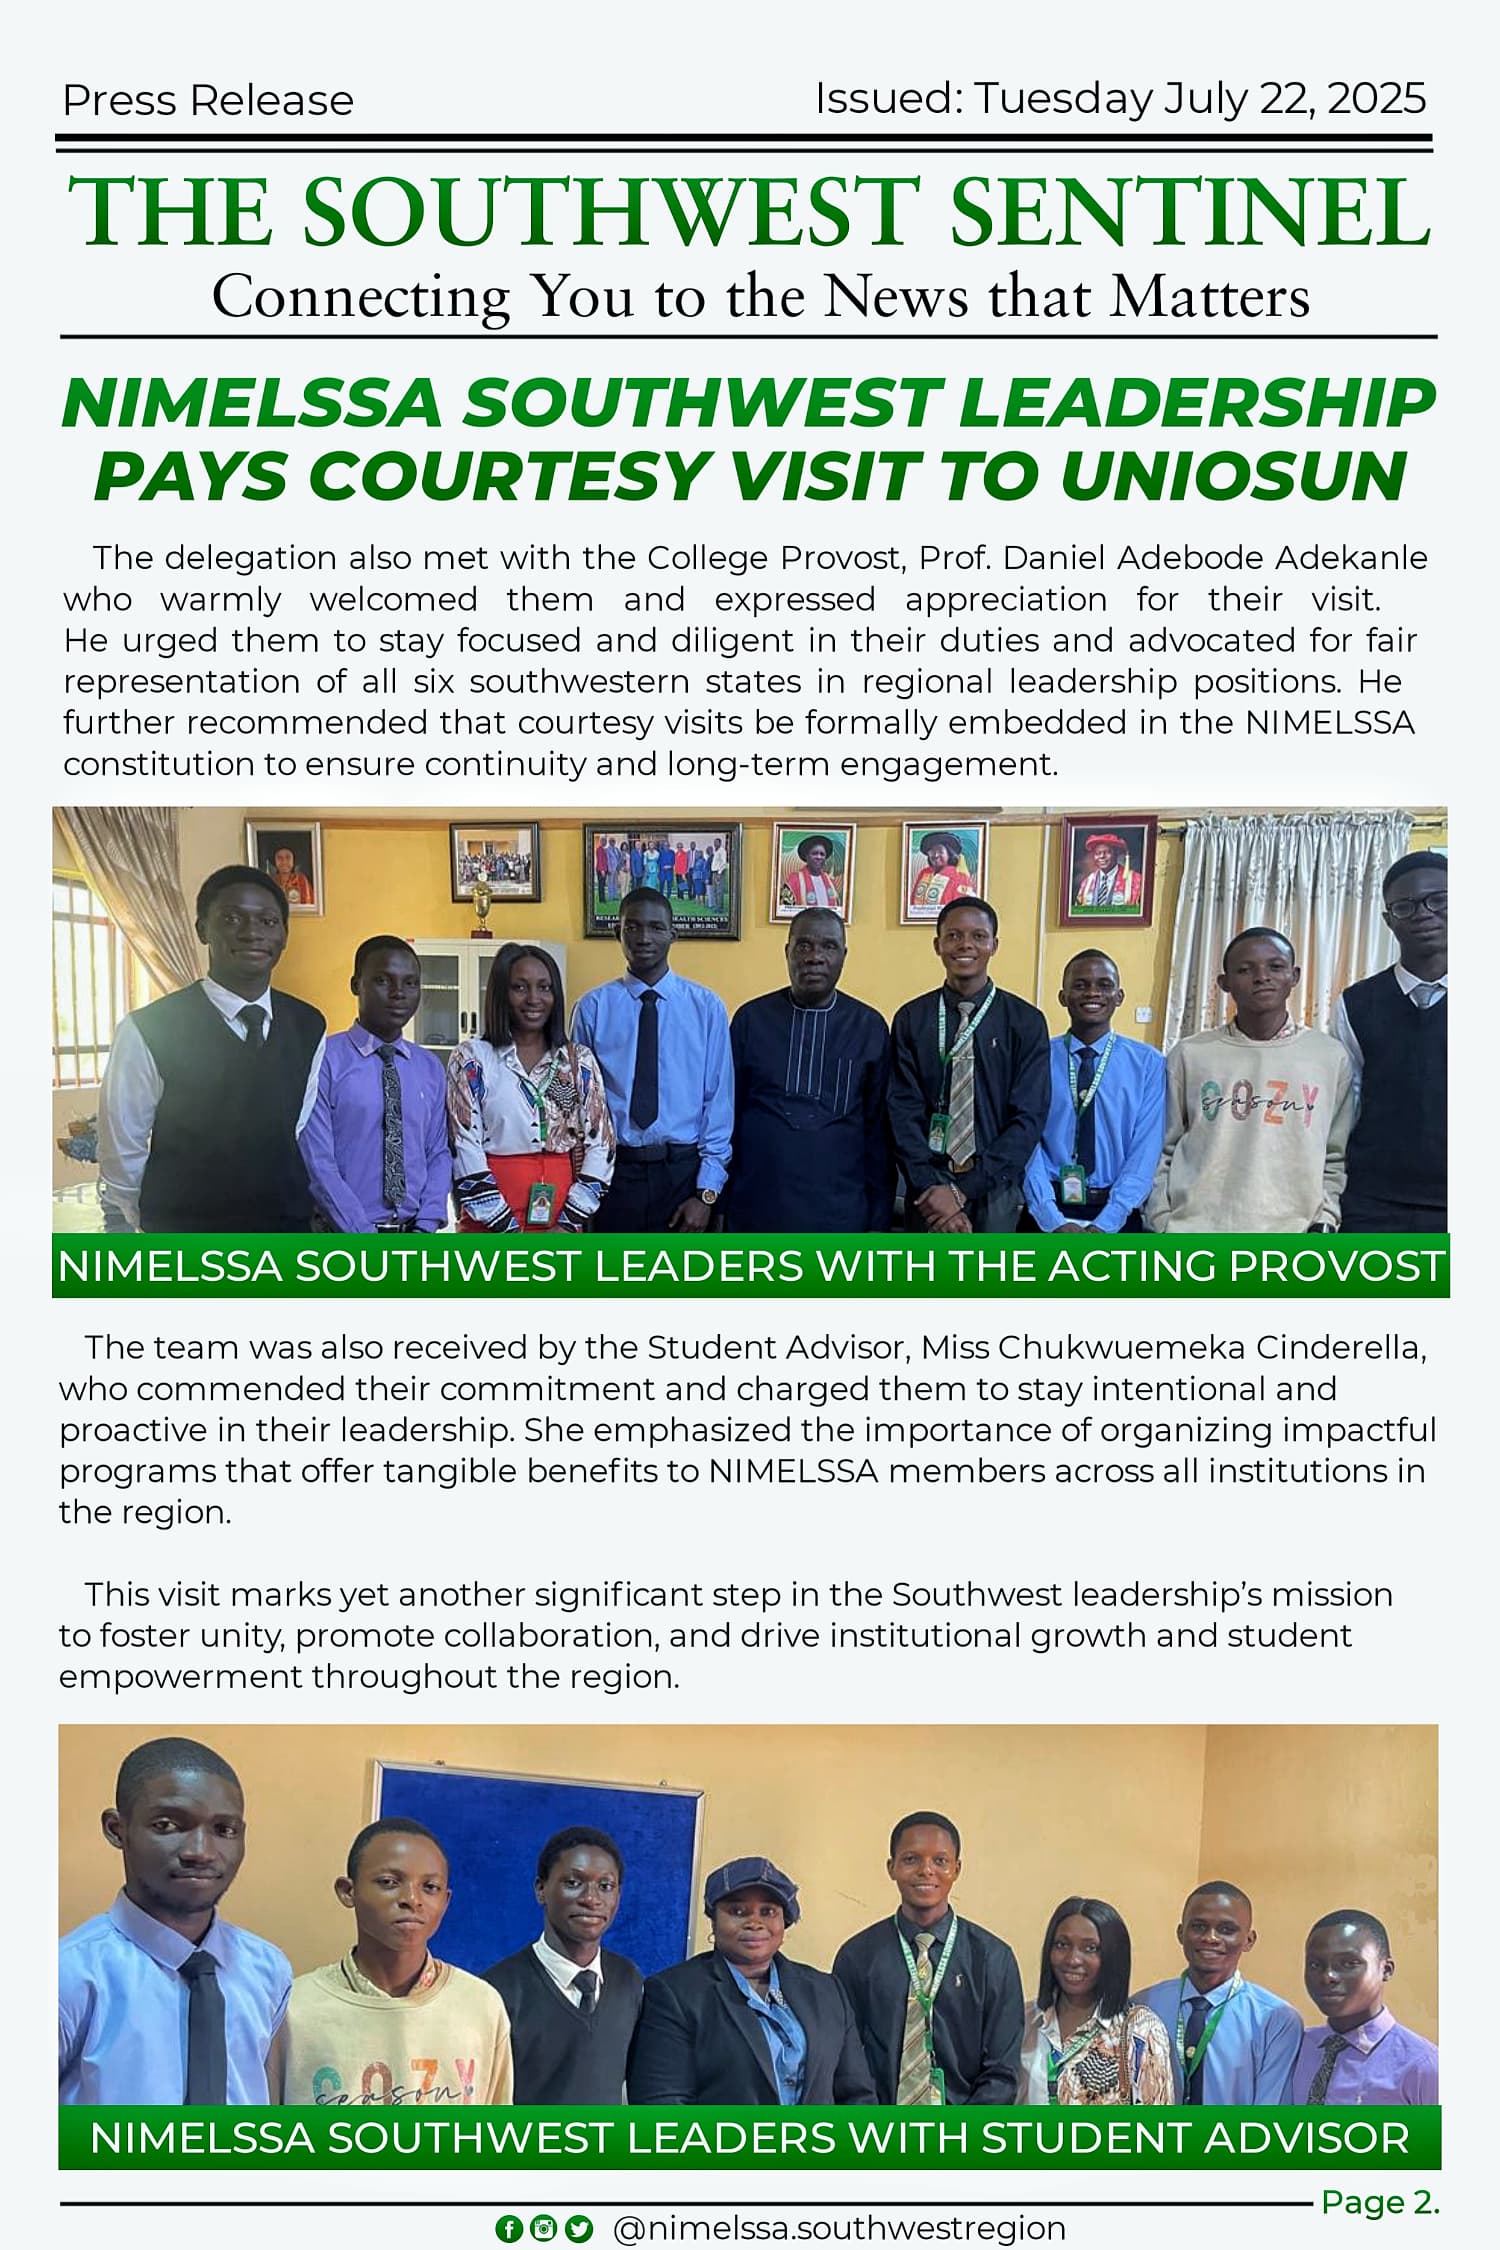 Press Release
Issued: Tuesday July 22, 2025
THE SOUTHWEST SENTINEL
Connecting You to the News that Matters
NIMELSSA SOUTHWEST LEADERSHIP
PAYS COURTESY VISIT TO UNIOSUN
The delegation also met with the College Provost, Prof. Daniel Adebode Adekanle
who warmly welcomed them and expressed appreciation for their visit.
He urged them to stay focused and diligent in their duties and advocated for fair
representation of all six southwestern states in regional leadership positions. He
further recommended that courtesy visits be formally embedded in the NIMELSSA
constitution to ensure continuity and long-term engagement.
COZY
season
NIMELSSA SOUTHWEST LEADERS WITH THE ACTING PROVOST
The team was also received by the Student Advisor, Miss Chukwuemeka Cinderella,
who commended their commitment and charged them to stay intentional and
proactive in their leadership. She emphasized the importance of organizing impactful
programs that offer tangible benefits to NIMELSSA members across all institutions in
the region.
This visit marks yet another significant step in the Southwest leadership’s mission
to foster unity, promote collaboration, and drive institutional growth and student
empowerment throughout the region.
COZY
season
NIMELSSA SOUTHWEST LEADERS WITH STUDENT ADVISOR
Page 2.
@nimelssa.southwestregion